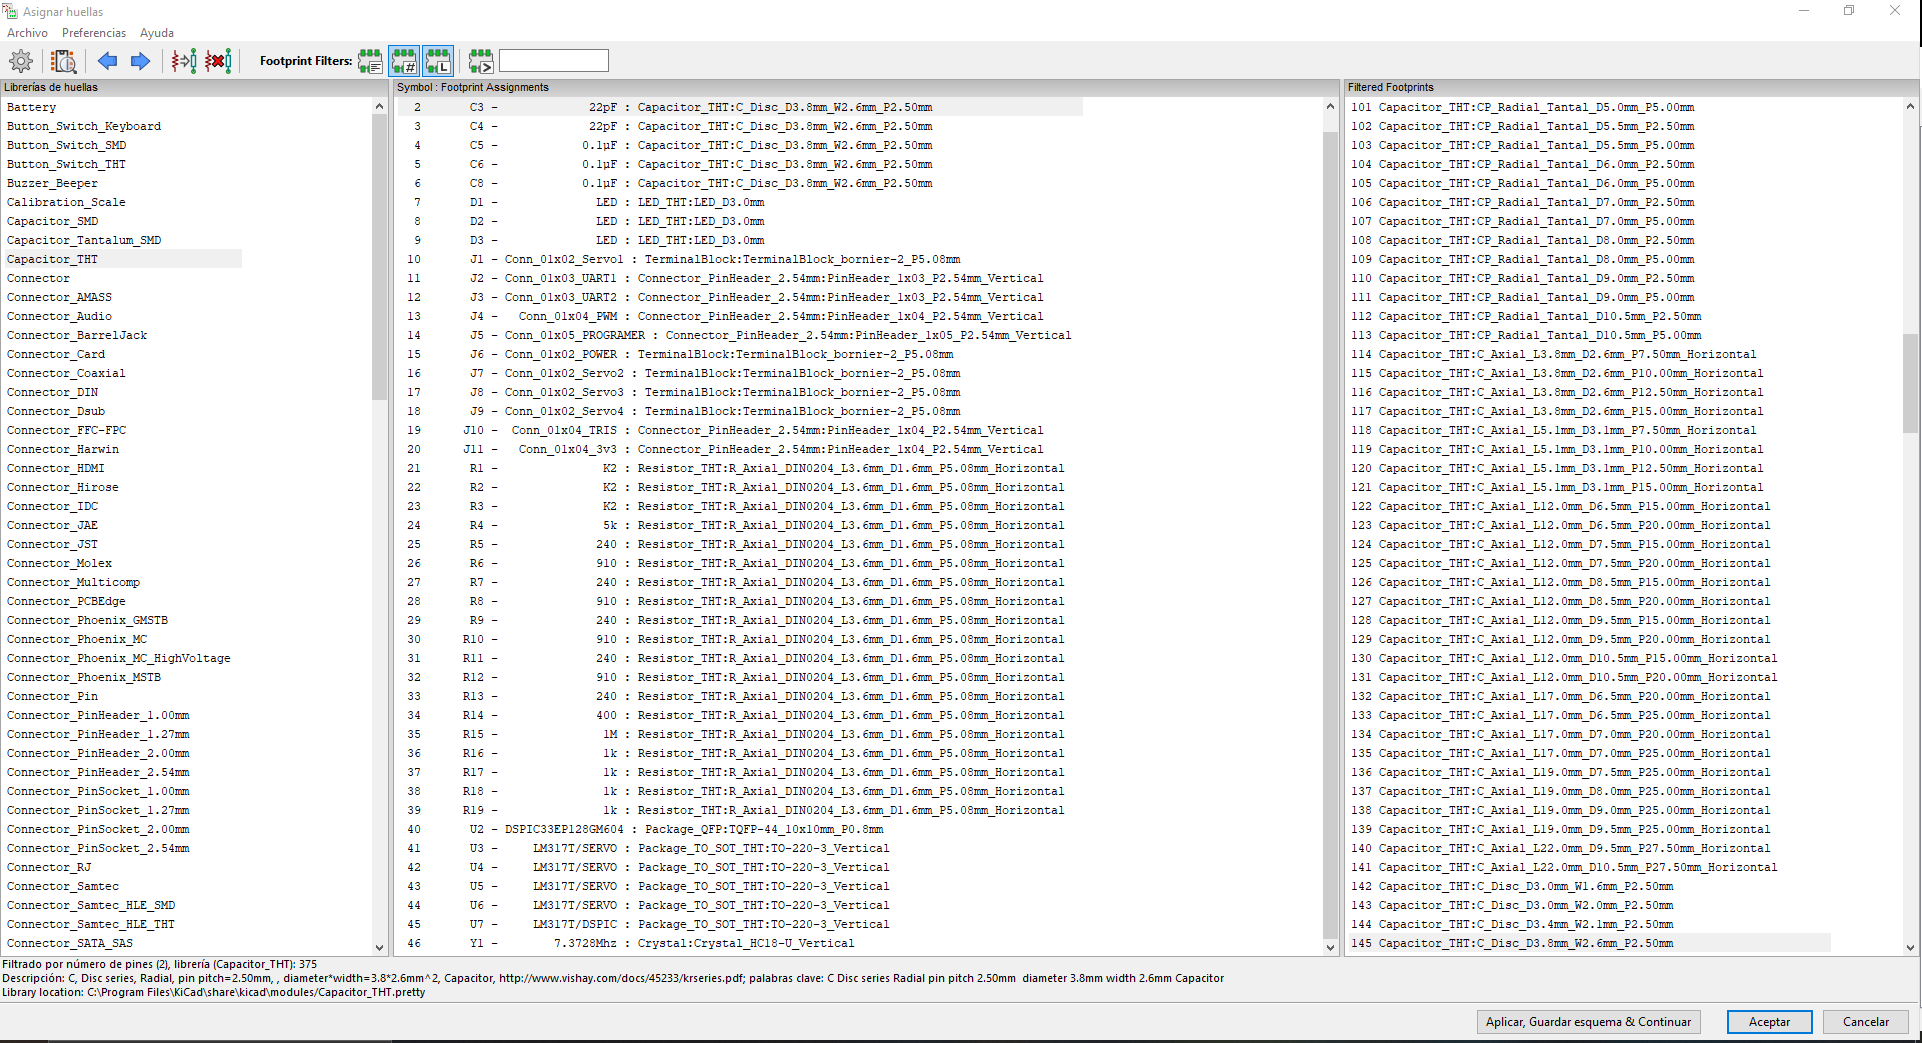 Asignar huellas
Archivo Preferencias Ayuda
Footprint Filters:
Librerías de huellas
Battery
Button_Switch_Keyboard
Button_Switch_SMD
Button_Switch_THT
Buzzer_Beeper
Calibration_Scale
Capacitor_SMD
Capacitor_Tantalum_SMD
Capacitor_THT
Connector
Connector_AMASS
Connector_Audio
Connector_BarrelJack
Connector_Card
Connector_Coaxial
Connector_DIN
Connector_Dsub
Connector_FFC-FPC
Connector_Harwin
Connector_HDMI
Connector_Hirose
Connector_IDC
Connector_JAE
Connector_JST
Connector_Molex
Connector_Multicomp
Connector_PCBEdge
Connector_Phoenix_GMSTB
Connector_Phoenix_MC
Connector_Phoenix_MC_HighVoltage
Connector_Phoenix_MSTB
Connector_Pin
Connector_PinHeader_1.00mm
Connector_PinHeader_1.27mm
Connector_PinHeader_2.00mm
Connector_PinHeader_2.54mm
Connector_PinSocket_1.00mm
Connector_PinSocket_1.27mm
Connector_PinSocket_2.00mm
Connector_PinSocket_2.54mm
Connector_RJ
Connector_Samtec
Connector_Samtec_HLE_SMD
Connector_Samtec_HLE_THT
Connector_SATA_SAS
Symbol : Footprint Assignments
2 C3 - 22pF : Capacitor_THT:C_Disc_D3.8mm_W2.6mm_P2.50mm
3 C4 - 22pF : Capacitor_THT:C_Disc_D3.8mm_W2.6mm_P2.50mm
4 C5 - 0.1µF : Capacitor_THT:C_Disc_D3.8mm_W2.6mm_P2.50mm
5 C6 - 0.1µF : Capacitor_THT:C_Disc_D3.8mm_W2.6mm_P2.50mm
6 C8 - 0.1µF : Capacitor_THT:C_Disc_D3.8mm_W2.6mm_P2.50mm
7 D1 - LED : LED_THT:LED_D3.0mm
8 D2 - LED : LED_THT:LED_D3.0mm
9 D3 - LED : LED_THT:LED_D3.0mm
10 J1 - Conn_01x02_Servo1 : TerminalBlock:TerminalBlock_bornier-2_P5.08mm
11 J2 - Conn_01x03_UART1 : Connector_PinHeader_2.54mm:PinHeader_1x03_P2.54mm_Vertical
12 J3 - Conn_01x03_UART2 : Connector_PinHeader_2.54mm:PinHeader_1x03_P2.54mm_Vertical
13 J4 - Conn_01x04_PWM : Connector_PinHeader_2.54mm:PinHeader_1x04_P2.54mm_Vertical
14 J5 - Conn_01x05_PROGRAMER : Connector_PinHeader_2.54mm:PinHeader_1x05_P2.54mm_Vertical
15 J6 - Conn_01x02_POWER : TerminalBlock:TerminalBlock_bornier-2_P5.08mm
16 J7 - Conn_01x02_Servo2 : TerminalBlock:TerminalBlock_bornier-2_P5.08mm
17 J8 - Conn_01x02_Servo3 : TerminalBlock:TerminalBlock_bornier-2_P5.08mm
18 J9 - Conn_01x02_Servo4 : TerminalBlock:TerminalBlock_bornier-2_P5.08mm
19 J10 - Conn_01x04_TRIS : Connector_PinHeader_2.54mm:PinHeader_1x04_P2.54mm_Vertical
20 J11 - Conn_01x04_3v3 : Connector_PinHeader_2.54mm:PinHeader_1x04_P2.54mm_Vertical
21 R1 - K2 : Resistor_THT:R_Axial_DIN0204_L3.6mm_D1.6mm_P5.08mm_Horizontal
22 R2 - K2 : Resistor_THT:R_Axial_DIN0204_L3.6mm_D1.6mm_P5.08mm_Horizontal
23 R3 - K2 : Resistor_THT:R_Axial_DIN0204_L3.6mm_D1.6mm_P5.08mm_Horizontal
24 R4 - 5k : Resistor_THT:R_Axial_DIN0204_L3.6mm_D1.6mm_P5.08mm_Horizontal
25 R5 - 240 : Resistor_THT:R_Axial_DIN0204_L3.6mm_D1.6mm_P5.08mm_Horizontal
26 R6 - 910 : Resistor_THT:R_Axial_DIN0204_L3.6mm_D1.6mm_P5.08mm_Horizontal
27 R7 - 240 : Resistor_THT:R_Axial_DIN0204_L3.6mm_D1.6mm_P5.08mm_Horizontal
28 R8 - 910 : Resistor_THT:R_Axial_DIN0204_L3.6mm_D1.6mm_P5.08mm_Horizontal
29 R9 - 240 : Resistor_THT:R_Axial_DIN0204_L3.6mm_D1.6mm_P5.08mm_Horizontal
30 R10 - 910 : Resistor_THT:R_Axial_DIN0204_L3.6mm_D1.6mm_P5.08mm_Horizontal
31 R11 - 240 : Resistor_THT:R_Axial_DIN0204_L3.6mm_D1.6mm_P5.08mm_Horizontal
32 R12 - 910 : Resistor_THT:R_Axial_DIN0204_L3.6mm_D1.6mm_P5.08mm_Horizontal
33 R13 - 240 : Resistor_THT:R_Axial_DIN0204_L3.6mm_D1.6mm_P5.08mm_Horizontal
34 R14 - 400 : Resistor_THT:R_Axial_DIN0204_L3.6mm_D1.6mm_P5.08mm_Horizontal
35 R15 - 1M : Resistor_THT:R_Axial_DIN0204_L3.6mm_D1.6mm_P5.08mm_Horizontal
36 R16 - 1k : Resistor_THT:R_Axial_DIN0204_L3.6mm_D1.6mm_P5.08mm_Horizontal
37 R17 - 1k : Resistor_THT:R_Axial_DIN0204_L3.6mm_D1.6mm_P5.08mm_Horizontal
38 R18 - 1k : Resistor_THT:R_Axial_DIN0204_L3.6mm_D1.6mm_P5.08mm_Horizontal
39 R19 - 1k : Resistor_THT:R_Axial_DIN0204_L3.6mm_D1.6mm_P5.08mm_Horizontal
40 U2 - DSPIC33EP128GM604 : Package_QFP:TQFP-44_10x10mm_P0.8mm
41 U3 - LM317T/SERVO : Package_TO_SOT_THT:TO-220-3_Vertical
42 U4 - LM317T/SERVO : Package_TO_SOT_THT:TO-220-3_Vertical
43 U5 - LM317T/SERVO : Package_TO_SOT_THT:TO-220-3_Vertical
44 U6 - LM317T/SERVO : Package_TO_SOT_THT:TO-220-3_Vertical
45 U7 - LM317T/DSPIC : Package_TO_SOT_THT:TO-220-3_Vertical
46 Y1 - 7.3728Mhz : Crystal:Crystal_HC18-U_Vertical
Filtered Footprints
101 Capacitor_THT:CP_Radial_Tantal_D5.0mm_P5.00mm
102 Capacitor_THT:CP_Radial_Tantal_D5.5mm_P2.50mm
103 Capacitor_THT:CP_Radial_Tantal_D5.5mm_P5.00mm
104 Capacitor_THT:CP_Radial_Tantal_D6.0mm_P2.50mm
105 Capacitor_THT:CP_Radial_Tantal_D6.0mm_P5.00mm
106 Capacitor_THT:CP_Radial_Tantal_D7.0mm_P2.50mm
107 Capacitor_THT:CP_Radial_Tantal_D7.0mm_P5.00mm
108 Capacitor_THT:CP_Radial_Tantal_D8.0mm_P2.50mm
109 Capacitor_THT:CP_Radial_Tantal_D8.0mm_P5.00mm
110 Capacitor_THT:CP_Radial_Tantal_D9.0mm_P2.50mm
111 Capacitor_THT:CP_Radial_Tantal_D9.0mm_P5.00mm
112 Capacitor_THT:CP_Radial_Tantal_D10.5mm_P2.50mm
113 Capacitor_THT:CP_Radial_Tantal_D10.5mm_P5.00mm
114 Capacitor_THT:C_Axial_L3.8mm_D2.6mm_P7.50mm_Horizontal
115 Capacitor_THT:C_Axial_L3.8mm_D2.6mm_P10.00mm_Horizontal
116 Capacitor_THT:C_Axial_L3.8mm_D2.6mm_P12.50mm_Horizontal
117 Capacitor_THT:C_Axial_L3.8mm_D2.6mm_P15.00mm_Horizontal
118 Capacitor_THT:C_Axial_L5.1mm_D3.1mm_P7.50mm_Horizontal
119 Capacitor_THT:C_Axial_L5.1mm_D3.1mm_P10.00mm_Horizontal
120 Capacitor_THT:C_Axial_L5.1mm_D3.1mm_P12.50mm_Horizontal
121 Capacitor_THT:C_Axial_L5.1mm_D3.1mm_P15.00mm_Horizontal
122 Capacitor_THT:C_Axial_L12.0mm_D6.5mm_P15.00mm_Horizontal
123 Capacitor_THT:C_Axial_L12.0mm_D6.5mm_P20.00mm_Horizontal
124 Capacitor_THT:C_Axial_L12.0mm_D7.5mm_P15.00mm_Horizontal
125 Capacitor_THT:C_Axial_L12.0mm_D7.5mm_P20.00mm_Horizontal
126 Capacitor_THT:C_Axial_L12.0mm_D8.5mm_P15.00mm_Horizontal
127 Capacitor_THT:C_Axial_L12.0mm_D8.5mm_P20.00mm_Horizontal
128 Capacitor_THT:C_Axial_L12.0mm_D9.5mm_P15.00mm_Horizontal
129 Capacitor_THT:C_Axial_L12.0mm_D9.5mm_P20.00mm_Horizontal
130 Capacitor_THT:C_Axial_L12.0mm_D10.5mm_P15.00mm_Horizontal
131 Capacitor_THT:C_Axial_L12.0mm_D10.5mm_P20.00mm_Horizontal
132 Capacitor_THT:C_Axial_L17.0mm_D6.5mm_P20.00mm_Horizontal
133 Capacitor_THT:C_Axial_L17.0mm_D6.5mm_P25.00mm_Horizontal
134 Capacitor_THT:C_Axial_L17.0mm_D7.0mm_P20.00mm_Horizontal
135 Capacitor_THT:C_Axial_L17.0mm_D7.0mm_P25.00mm_Horizontal
136 Capacitor_THT:C_Axial_L19.0mm_D7.5mm_P25.00mm_Horizontal
137 Capacitor_THT:C_Axial_L19.0mm_D8.0mm_P25.00mm_Horizontal
138 Capacitor_THT:C_Axial_L19.0mm_D9.0mm_P25.00mm_Horizontal
139 Capacitor_THT:C_Axial_L19.0mm_D9.5mm_P25.00mm_Horizontal
140 Capacitor_THT:C_Axial_L22.0mm_D9.5mm_P27.50mm_Horizontal
141 Capacitor_THT:C_Axial_L22.0mm_D10.5mm_P27.50mm_Horizontal
142 Capacitor_THT:C_Disc_D3.0mm_W1.6mm_P2.50mm
143 Capacitor_THT:C_Disc_D3.0mm_W2.0mm_P2.50mm
144 Capacitor_THT:C_Disc_D3.4mm_W2.1mm_P2.50mm
145 Capacitor_THT:C_Disc_D3.8mm_W2.6mm_P2.50mm
Filtrado por número de pines (2), librería (Capacitor_THT): 375
Descripción: C, Disc series, Radial, pin pitch=2.50mm, , diameter*width=3.8*2.6mm^2, Capacitor, http://www.vishay.com/docs/45233/krseries.pdf; palabras clave: C Disc series Radial pin pitch 2.50mm  diameter 3.8mm width 2.6mm Capacitor
Library location: C:\Program Files\KiCad\share\kicad\modules/Capacitor_THT.pretty
Aplicar, Guardar esquema & Continuar Aceptar Cancelar